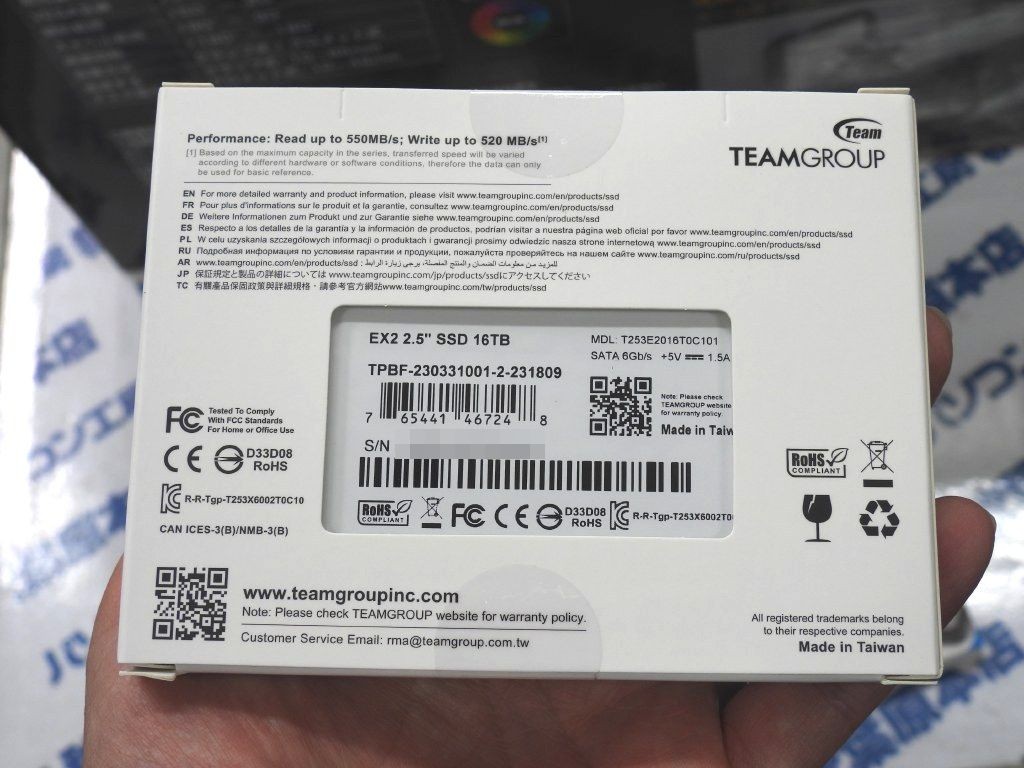 Performance: Read up to 550MB/s; Write up to 520 MB/s[1]
[1] Based on the maximum capacity in the series, transferred speed will be varied
according to different hardware or software conditions, therefore the data can only
be used for basic reference.
Team
TEAMGROUP
EN For more detailed warranty and product information, please visit www.teamgroupinc.com/en/products/ssd
FR Pour plus d'informations sur le produit et la garantie, consultez www.teamgroupinc.com/en/products/ssd
DE Weitere Informationen zum Produkt und zur Garantie siehe www.teamgroupinc.com/en/products/ssd
ES Respecto a los detalles de la garantía y la información de productos, podrían visitar a nuestra página web oficial por favor www.teamgroupinc.com/en/products/ssd
PL W celu uzyskania szczegółowych informacji o produktach i gwarancji prosimy odwiedzic nasza strone internetową www.teamgroupinc.com/en/products/ssd
RU Подробная информация по условиям гарантии и продукции, пожалуйста проверяейтесь на нашем сайте www.teamgroupinc.com/ru/products/ssd
AR www.teamgroupinc.com/en/products/ssd : للمزيد من معلومات الضمان والمنتج المفصلة، يرجى زيارة الرابط
JP 保証規定と製品の詳細については www.teamgroupinc.com/jp/products/ssdにアクセスしてください
TC 有關產品保固政策與詳細規格，請參考官方網站www.teamgroupinc.com/tw/products/ssd
EX2 2.5" SSD 16TB
MDL: T253E2016T0C101
SATA 6Gb/s +5V 1.5A
TPBF-230331001-2-231809
7 65441 46724 8
Note: Please check
TEAMGROUP website
for warranty policy.
Made in Taiw
S/N
RoHS
COMPLIANT
FC CE D33D08
RoHS
R-R-Tgp-T253X6002T0
FC Tested To Comply
With FCC Standards
For Home or Office Use
CE D33D08
RoHS
R-R-Tgp-T253X6002T0C10
CAN ICES-3(B)/NMB-3(B)
RoHS
COMPLIANT
www.teamgroupinc.com
Note: Please check TEAMGROUP website for warranty policy.
Customer Service Email: rma@teamgroup.com.tw
All registered trademarks belong
to their respective companies.
Made in Taiwan